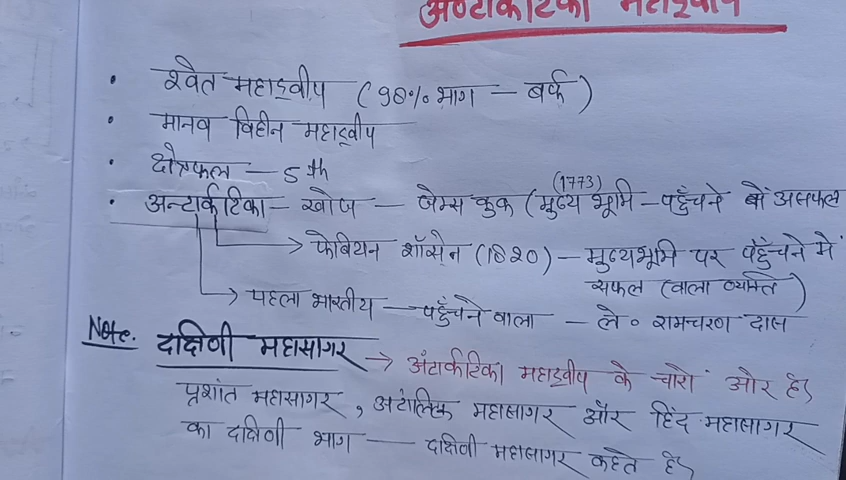 अण्टार्कटिका महाद्वीप
• श्वेत महाद्वीप (98% भाग — बर्फ)
• मानव विहीन महाद्वीप
• क्षेत्रफल — 5th
• अन्टार्कटिका — खोज — जेम्स कुक (1773) (मुख्य भूमि — पहुँचने में असफल
→ फेबियन शॉसेन (1820) — मुख्यभूमि पर पहुँचने में
सफल (वाला व्यक्ति)
→ पहला भारतीय — पहुँचने वाला — ले० रामचरण दास
Note. दक्षिणी महासागर → अंटार्कटिका महाद्वीप के चारों ओर है,
प्रशांत महासागर, अटांलिक महासागर और हिंद महासागर
का दक्षिणी भाग — दक्षिणी महासागर कहते है,